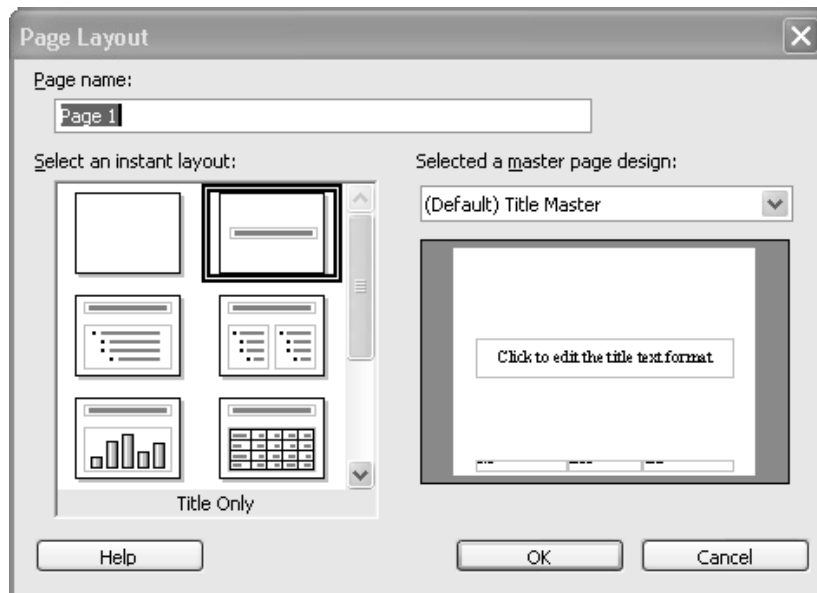 Page Layout
Page name:
Page 1
Select an instant layout:
Selected a master page design:
(Default) Title Master
Click to edit the title text format
Title Only
Help
OK
Cancel